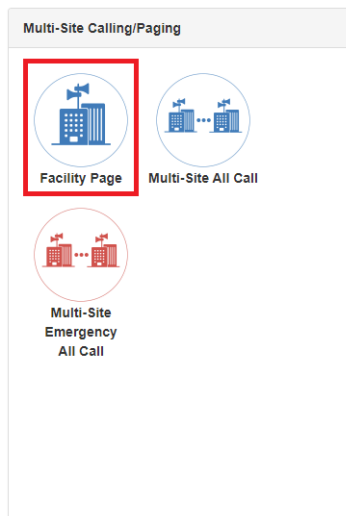 Multi-Site Calling/Paging
Facility Page
Multi-Site All Call
Multi-Site
Emergency
All Call